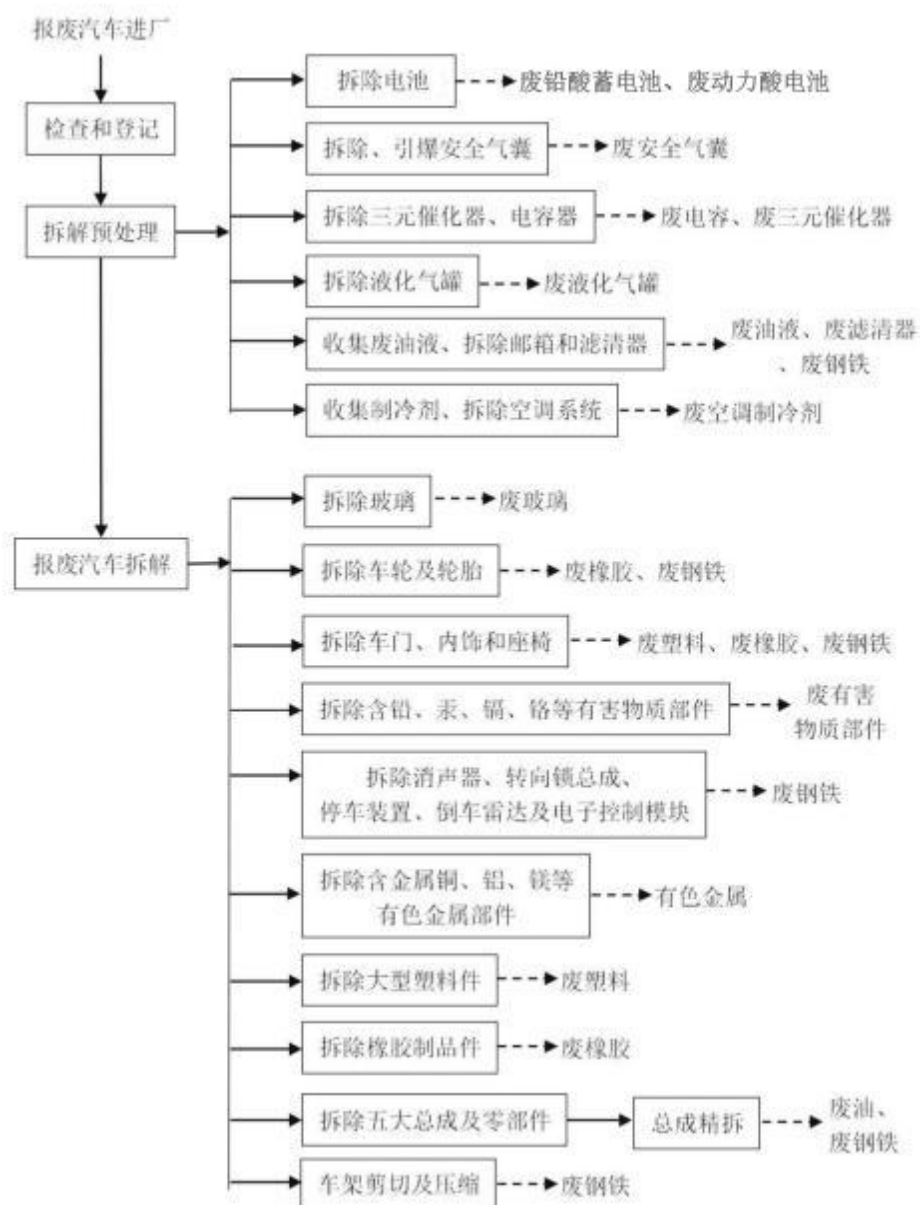 报废汽车进厂
检查和登记
拆解预处理
拆除电池
废铅酸蓄电池、废动力酸电池
拆除、引爆安全气囊
废安全气囊
拆除三元催化器、电容器
废电容、废三元催化器
拆除液化气罐
废液化气罐
收集废油液、拆除邮箱和滤清器
废油液、废滤清器
、废钢铁
收集制冷剂、拆除空调系统
废空调制冷剂
报废汽车拆解
拆除玻璃
废玻璃
拆除车轮及轮胎
废橡胶、废钢铁
拆除车门、内饰和座椅
废塑料、废橡胶、废钢铁
拆除含铅、汞、镉、铬等有害物质部件
废有害
物质部件
拆除消声器、转向锁总成、
停车装置、倒车雷达及电子控制模块
废钢铁
拆除含金属铜、铝、镁等
有色金属部件
有色金属
拆除大型塑料件
废塑料
拆除橡胶制品件
废橡胶
拆除五大总成及零部件
总成精拆
废油、
废钢铁
车架剪切及压缩
废钢铁